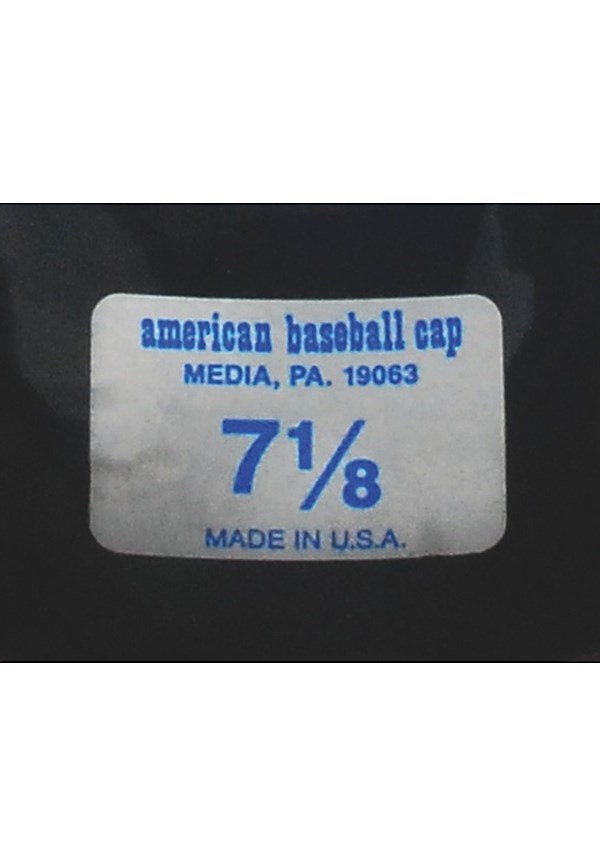 american baseball cap
MEDIA, PA. 19063
7 1/8
MADE IN U.S.A.